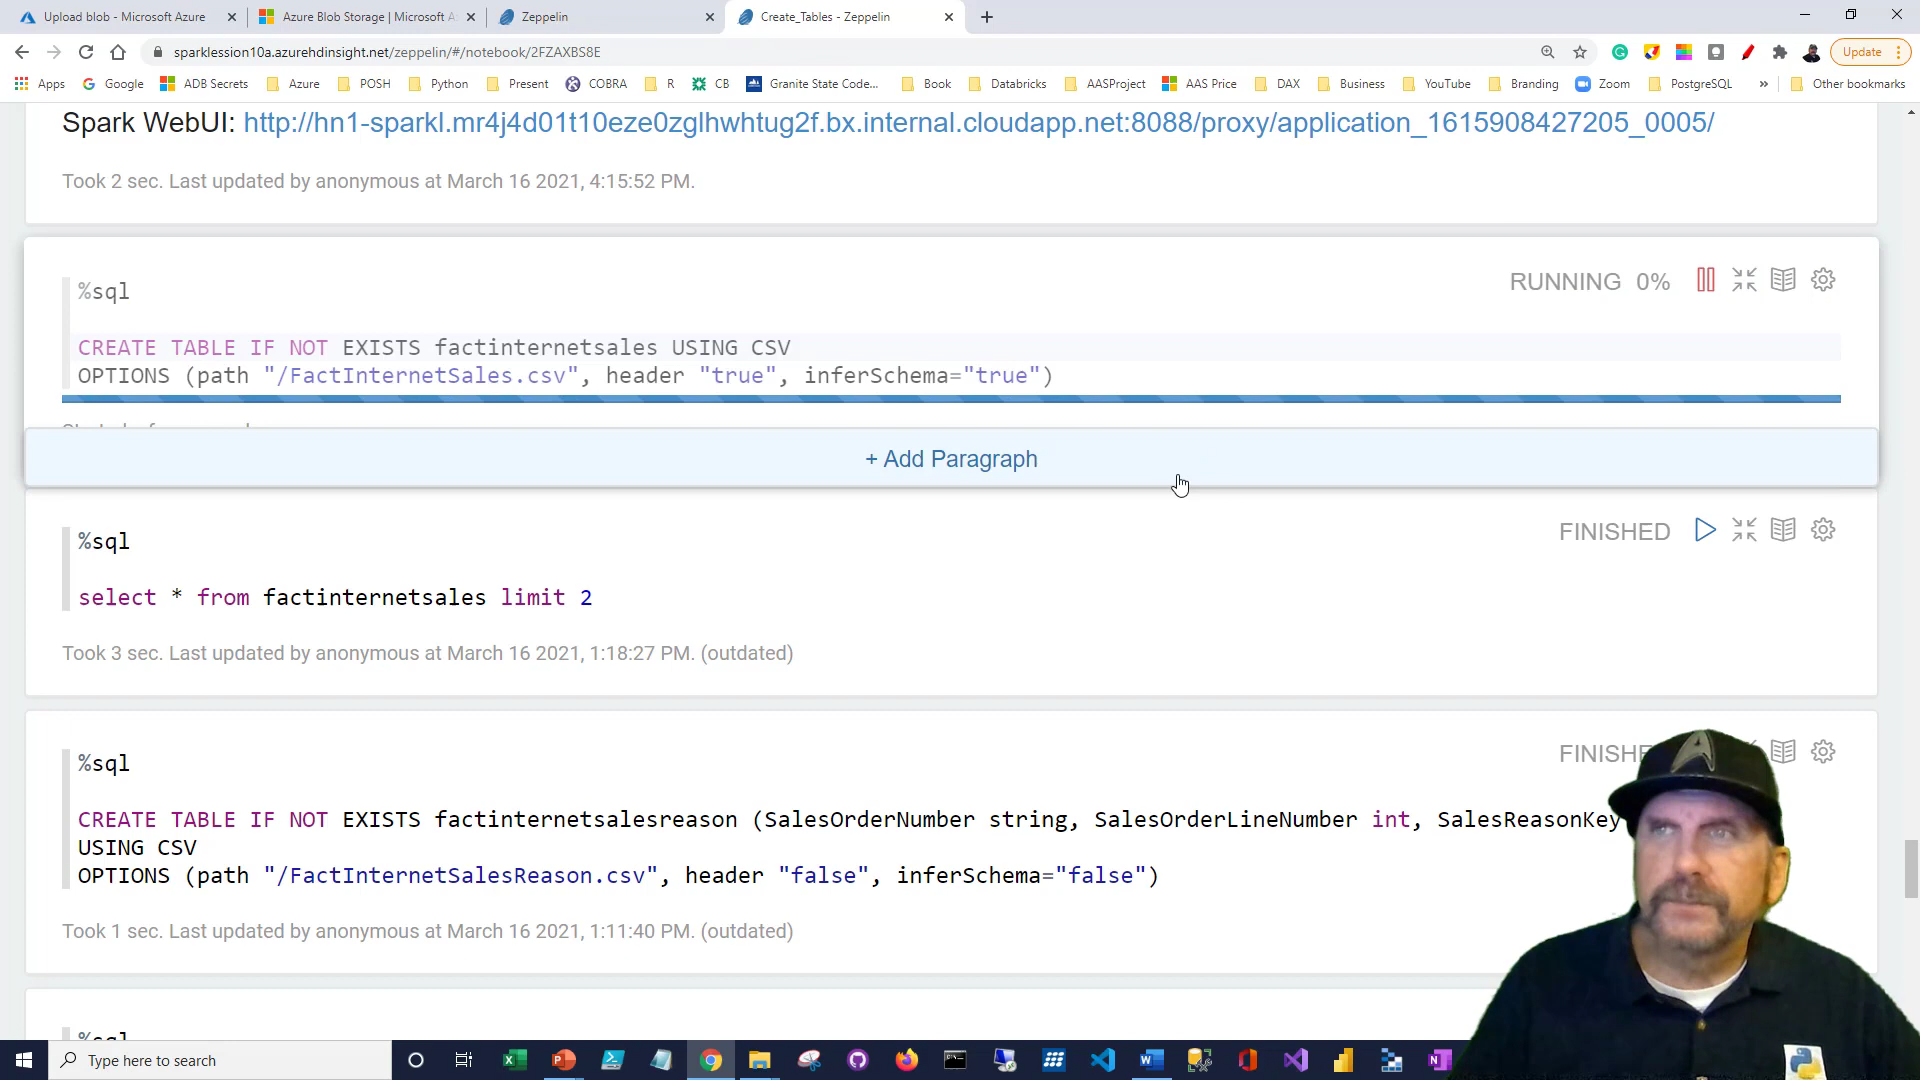 Upload blob - Microsoft Azure
Azure Blob Storage | Microsoft A
Zeppelin
Create_Tables - Zeppelin
sparklession10a.azurehdinsight.net/zeppelin/#/notebook/2FZAXBS8E
Update
Apps
Google
ADB Secrets
Azure
POSH
Python
Present
COBRA
R
CB
Granite State Code...
Book
Databricks
AASProject
AAS Price
DAX
Business
YouTube
Branding
Zoom
PostgreSQL
»
Other bookmarks
Spark WebUI: http://hn1-sparkl.mr4j4d01t10eze0zglhwhtug2f.bx.internal.cloudapp.net:8088/proxy/application_1615908427205_0005/
Took 2 sec. Last updated by anonymous at March 16 2021, 4:15:52 PM.
%sql
RUNNING 0%
CREATE TABLE IF NOT EXISTS factinternetsales USING CSV
OPTIONS (path "/FactInternetSales.csv", header "true", inferSchema="true")
+ Add Paragraph
%sql
FINISHED
select * from factinternetsales limit 2
Took 3 sec. Last updated by anonymous at March 16 2021, 1:18:27 PM. (outdated)
%sql
FINISHE
CREATE TABLE IF NOT EXISTS factinternetsalesreason (SalesOrderNumber string, SalesOrderLineNumber int, SalesReasonKey
USING CSV
OPTIONS (path "/FactInternetSalesReason.csv", header "false", inferSchema="false")
Took 1 sec. Last updated by anonymous at March 16 2021, 1:11:40 PM. (outdated)
%sql
Type here to search